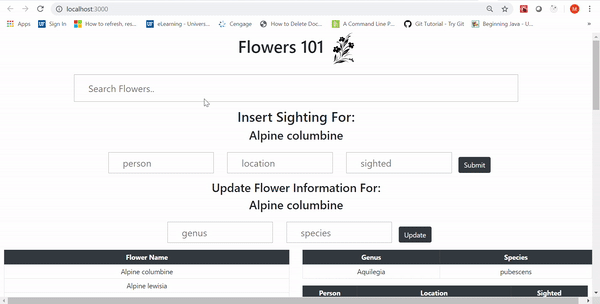 localhost:3000
Apps Sign In How to refresh, res... eLearning - Univers... Cengage How to Delete Doc... A Command Line P... Git Tutorial - Try Git Beginning Java - U...
Flowers 101
Search Flowers..
Insert Sighting For:
Alpine columbine
person location sighted Submit
Update Flower Information For:
Alpine columbine
genus species Update
Flower Name Genus Species
Alpine columbine Aquilegia pubescens
Alpine lewisia
Person Location Sighted